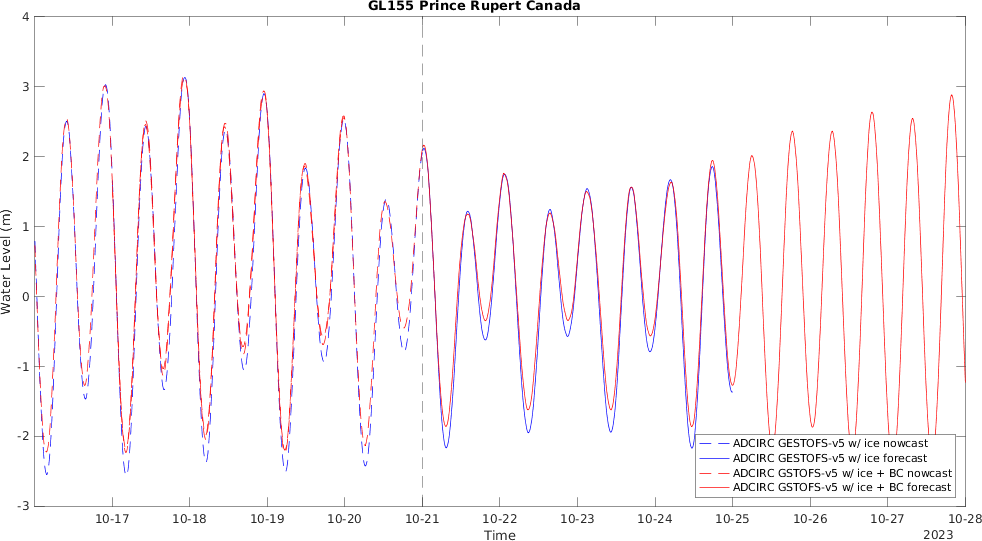 GL155 Prince Rupert Canada
4
3
2
1
0
-1
-2
-3
Water Level (m)
ADCIRC GESTOFS-v5 w/ ice nowcast
ADCIRC GESTOFS-v5 w/ ice forecast
ADCIRC GSTOFS-v5 w/ ice + BC nowcast
ADCIRC GSTOFS-v5 w/ ice + BC forecast
10-17 10-18 10-19 10-20 10-21 10-22 10-23 10-24 10-25 10-26 10-27 10-28
Time
2023